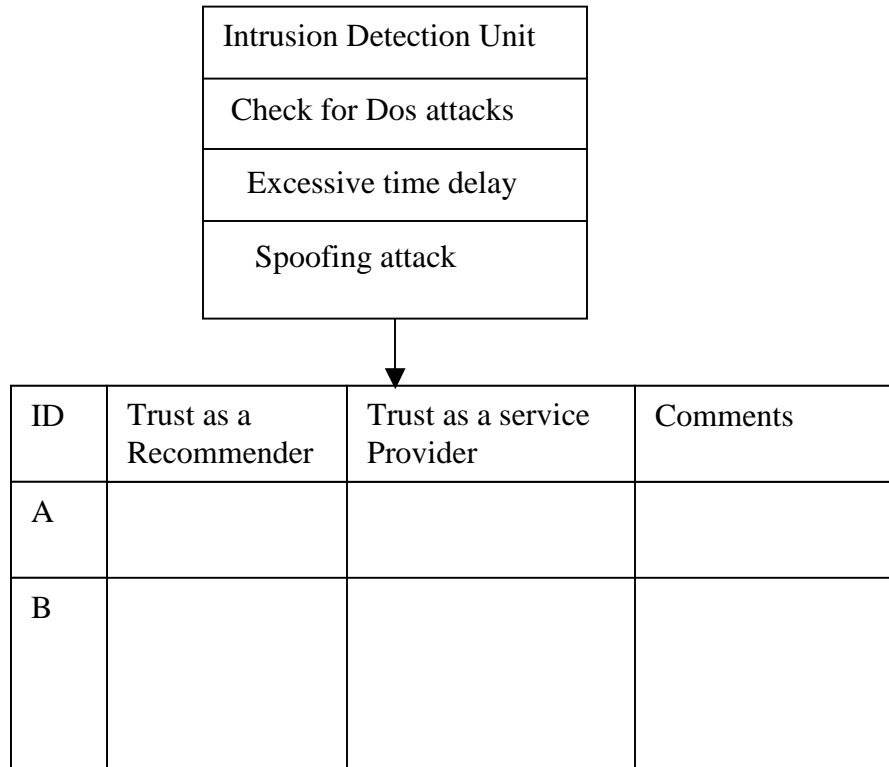 Intrusion Detection Unit
Check for Dos attacks
Excessive time delay
Spoofing attack
ID
Trust as a
Recommender
Trust as a service
Provider
Comments
A
B